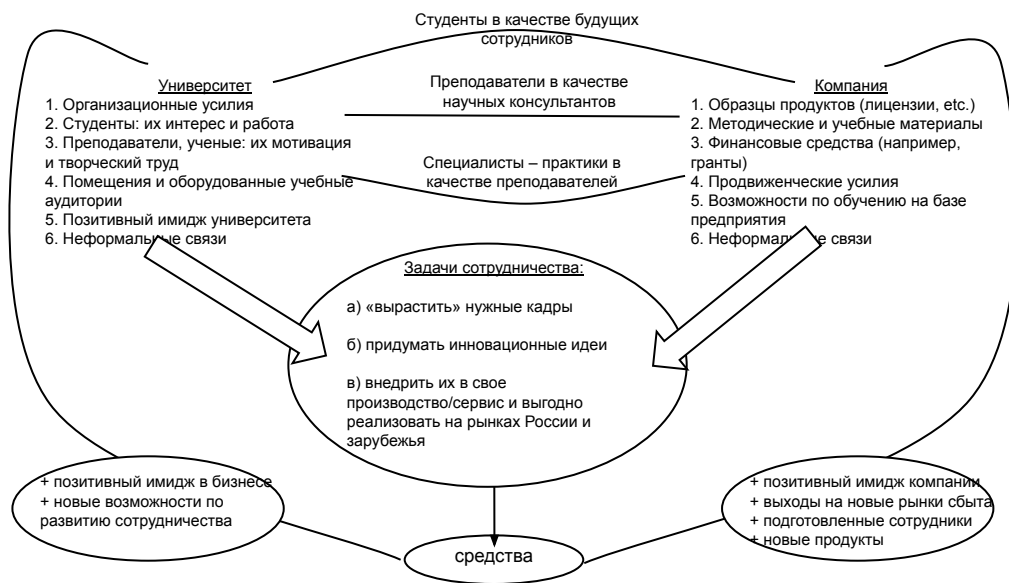 Студенты в качестве будущих
сотрудников
Университет
1. Организационные усилия
2. Студенты: их интерес и работа
3. Преподаватели, ученые: их мотивация
и творческий труд
4. Помещения и оборудованные учебные
аудитории
5. Позитивный имидж университета
6. Неформальные связи
Преподаватели в качестве
научных консультантов
Специалисты – практики в
качестве преподавателей
Компания
1. Образцы продуктов (лицензии, etc.)
2. Методические и учебные материалы
3. Финансовые средства (например,
гранты)
4. Продвиженческие усилия
5. Возможности по обучению на базе
предприятия
6. Неформальные связи
Задачи сотрудничества:
а) «вырастить» нужные кадры
б) придумать инновационные идеи
в) внедрить их в свое
производство/сервис и выгодно
реализовать на рынках России и
зарубежья
+ позитивный имидж в бизнесе
+ новые возможности по
развитию сотрудничества
+ позитивный имидж компании
+ выходы на новые рынки сбыта
+ подготовленные сотрудники
+ новые продукты
средства